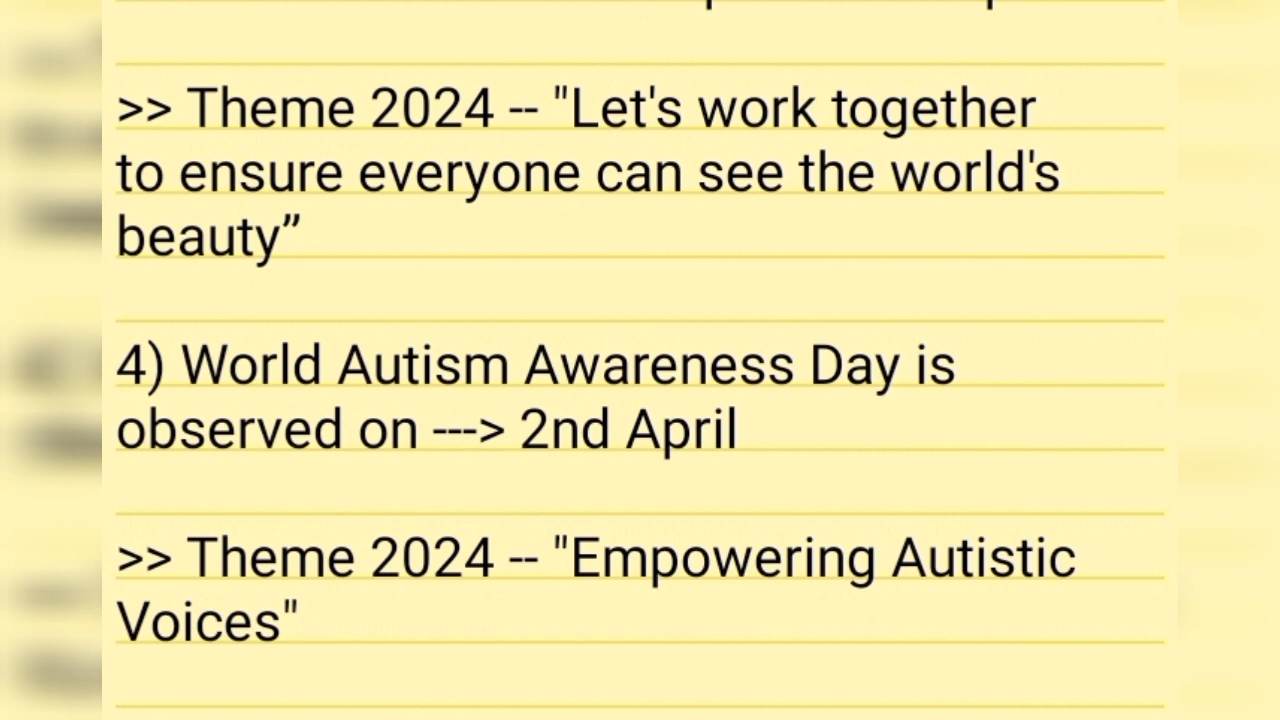 >> Theme 2024 -- "Let's work together
to ensure everyone can see the world's
beauty”
4) World Autism Awareness Day is
observed on ---> 2nd April
>> Theme 2024 -- "Empowering Autistic
Voices"